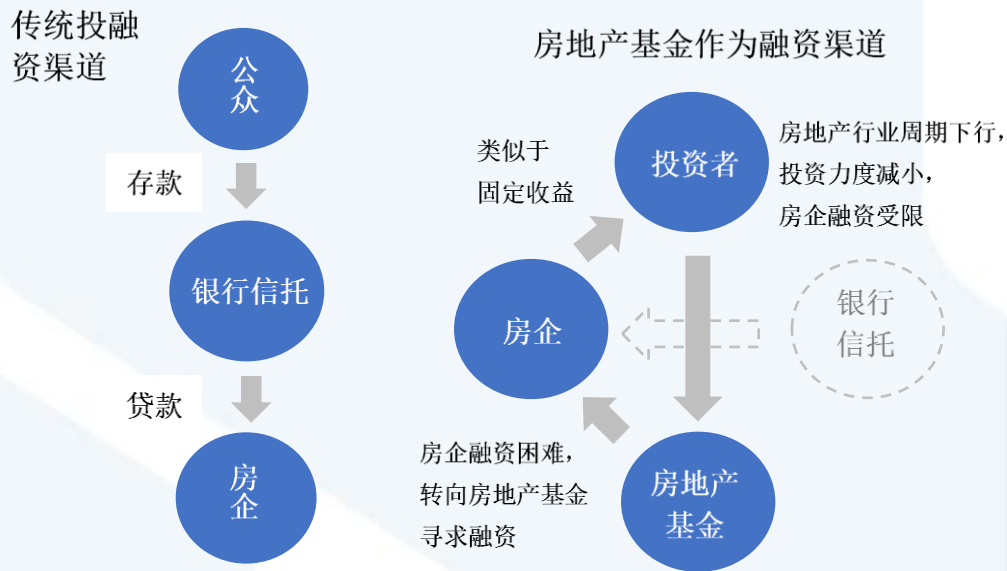 传统投融
资渠道
公
众
存款
银行信托
贷款
房
企
房地产基金作为融资渠道
投资者
房地产行业周期下行，
投资力度减小，
房企融资受限
类似于
固定收益
房企
银行
信托
房企融资困难，
转向房地产基金
寻求融资
房地产
基金